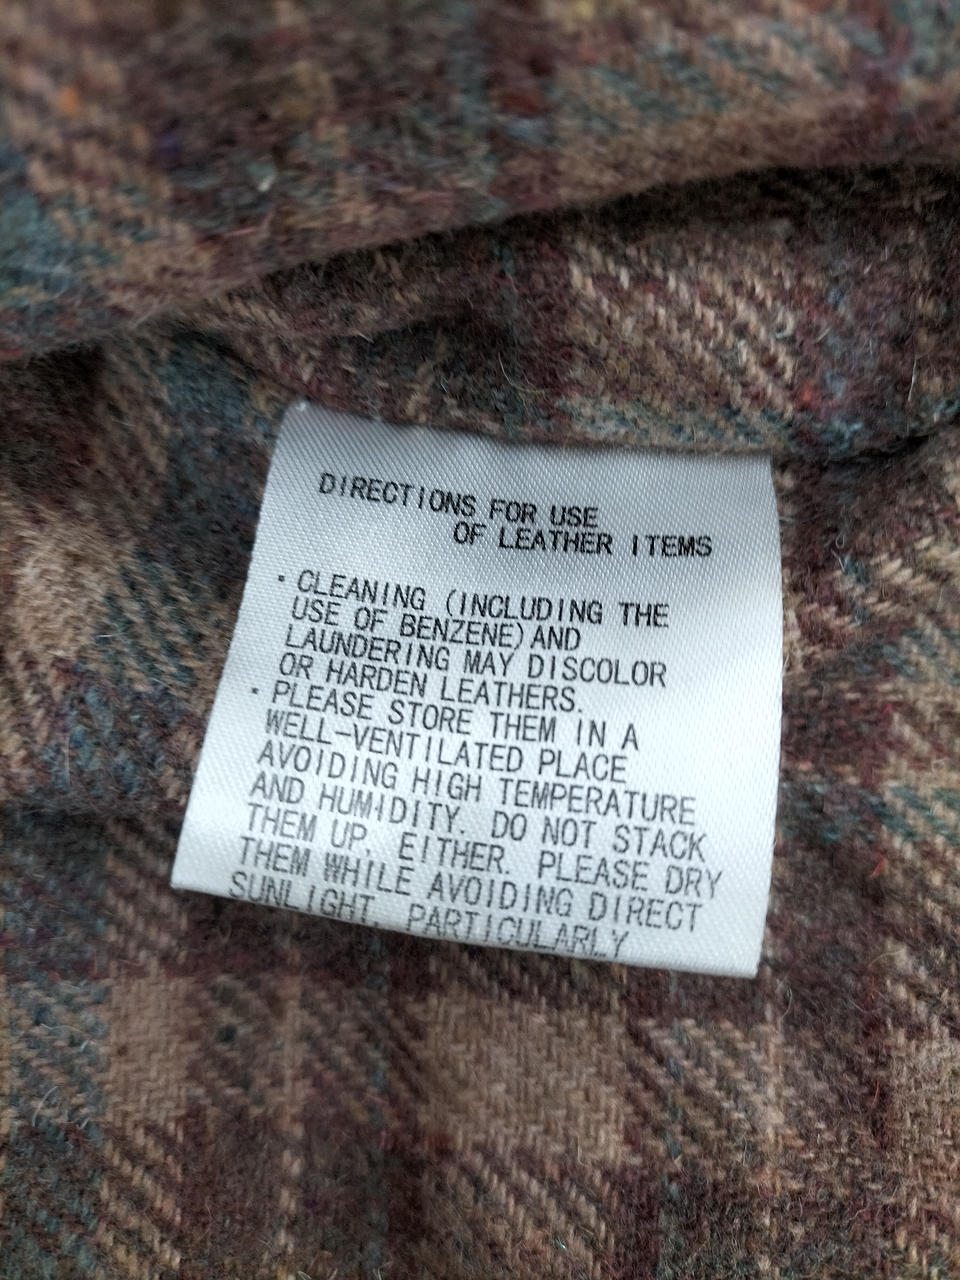 DIRECTIONS FOR USE
OF LEATHER ITEMS
・CLEANING (INCLUDING THE
USE OF BENZENE)AND
LAUNDERING MAY DISCOLOR
OR HARDEN LEATHERS.
・PLEASE STORE THEM IN A
WELL-VENTILATED PLACE
AVOIDING HIGH TEMPERATURE
AND HUMIDITY. DO NOT STACK
THEM UP, EITHER. PLEASE DRY
THEM WHILE AVOIDING DIRECT
SUNLIGHT, PARTICULARLY